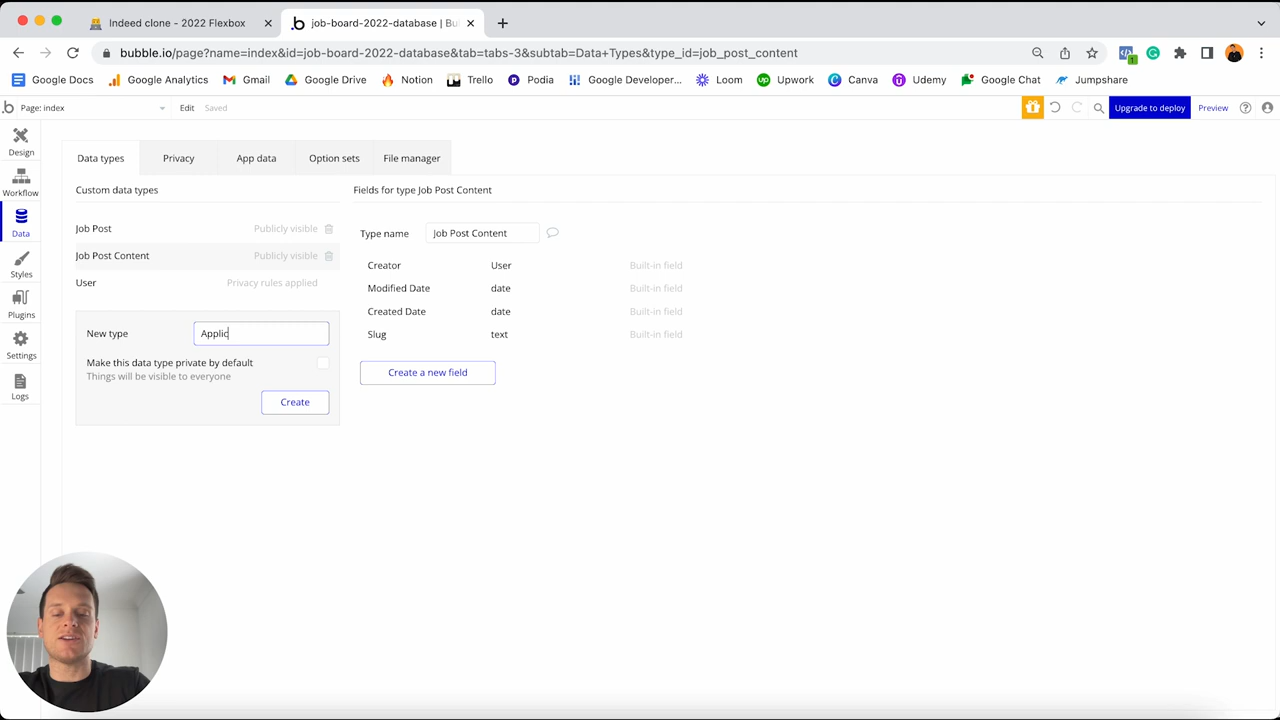 Indeed clone - 2022 Flexbox
job-board-2022-database | Bu
bubble.io/page?name=index&id=job-board-2022-database&tab=tabs-3&subtab=Data+Types&type_id=job_post_content
1
Google Docs Google Analytics Gmail Google Drive Notion Trello Podia Google Developer... Loom Upwork Canva Udemy Google Chat Jumpshare
Page: index Edit Saved Upgrade to deploy Preview
Design
Workflow
Data
Styles
Plugins
Settings
Logs
Data types Privacy App data Option sets File manager
Custom data types
Job Post Publicly visible
Job Post Content Publicly visible
User Privacy rules applied
New type Applic
Make this data type private by default
Things will be visible to everyone
Create
Fields for type Job Post Content
Type name Job Post Content
Creator User Built-in field
Modified Date date Built-in field
Created Date date Built-in field
Slug text Built-in field
Create a new field